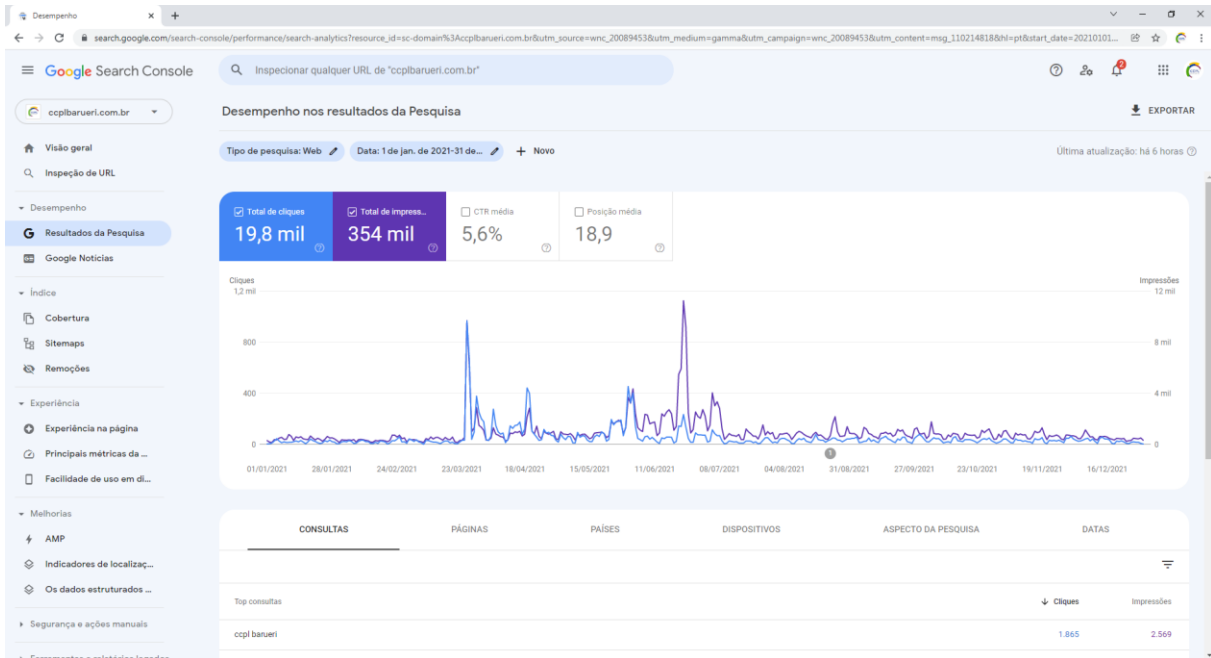 Desempenho
search.google.com/search-console/performance/search-analytics?resource_id=sc-domain%3Accplbarueri.com.br&utm_source=wnc_20089453&utm_medium=gamma&utm_campaign=wnc_20089453&utm_content=msg_110214818&hl=pt&start_date=20210101...
Google Search Console
Inspecionar qualquer URL de "ccplbarueri.com.br"
2
ccplbarueri.com.br
Desempenho nos resultados da Pesquisa
EXPORTAR
Visão geral
Inspeção de URL
Desempenho
Resultados da Pesquisa
Google Notícias
Índice
Cobertura
Sitemaps
Remoções
Experiência
Experiência na página
Principais métricas da ...
Facilidade de uso em di...
Melhorias
AMP
Indicadores de localizaç...
Os dados estruturados ...
Segurança e ações manuais
Tipo de pesquisa: Web
Data: 1 de jan. de 2021-31 de...
+ Novo
Última atualização: há 6 horas
Total de cliques
19,8 mil
Total de impress...
354 mil
CTR média
5,6%
Posição média
18,9
Cliques
Impressões
1,2 mil
12 mil
800
8 mil
400
4 mil
0
0
1
01/01/2021 28/01/2021 24/02/2021 23/03/2021 18/04/2021 15/05/2021 11/06/2021 08/07/2021 04/08/2021 31/08/2021 27/09/2021 23/10/2021 19/11/2021 16/12/2021
CONSULTAS PÁGINAS PAÍSES DISPOSITIVOS ASPECTO DA PESQUISA DATAS
Top consultas Cliques Impressões
ccpl barueri 1.865 2.569